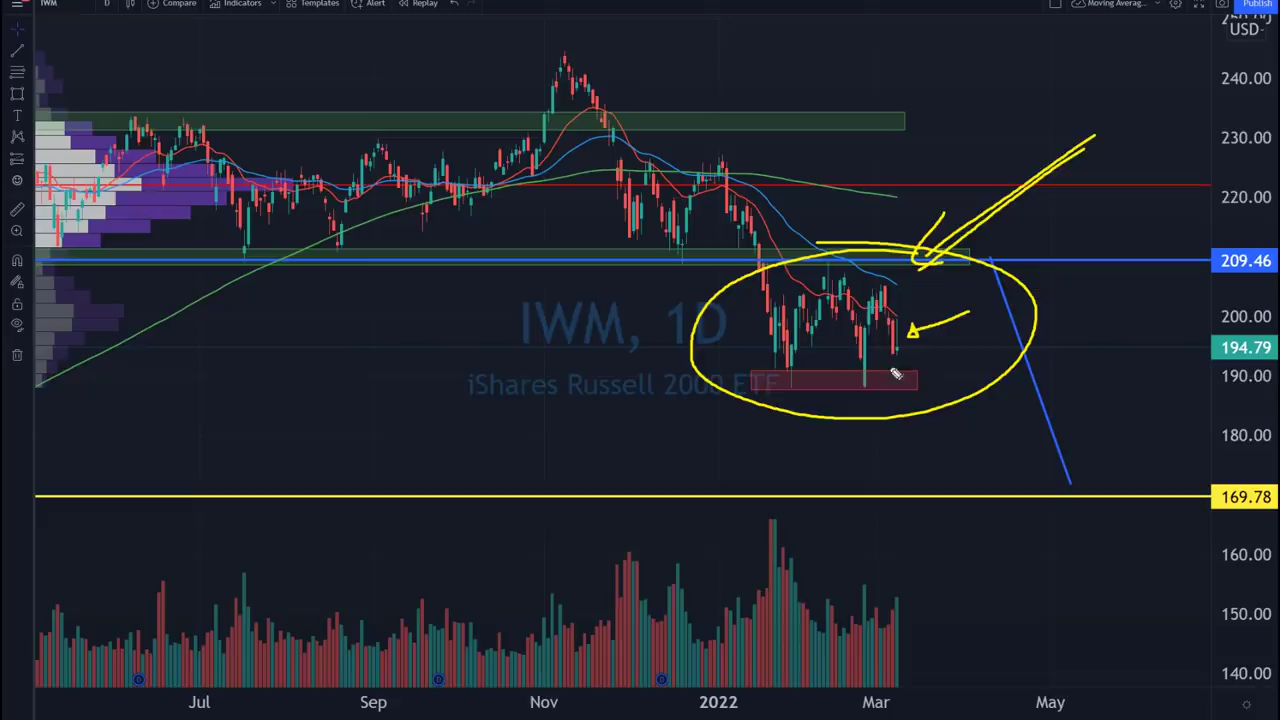 IWM D Compare Indicators Templates Alert Replay Moving Averag... Publish
USD
240.00
230.00
220.00
209.46
200.00
194.79
190.00
180.00
169.78
160.00
150.00
140.00
IWM, 1D
iShares Russell 2000 ETF
D D D
Jul Sep Nov 2022 Mar May